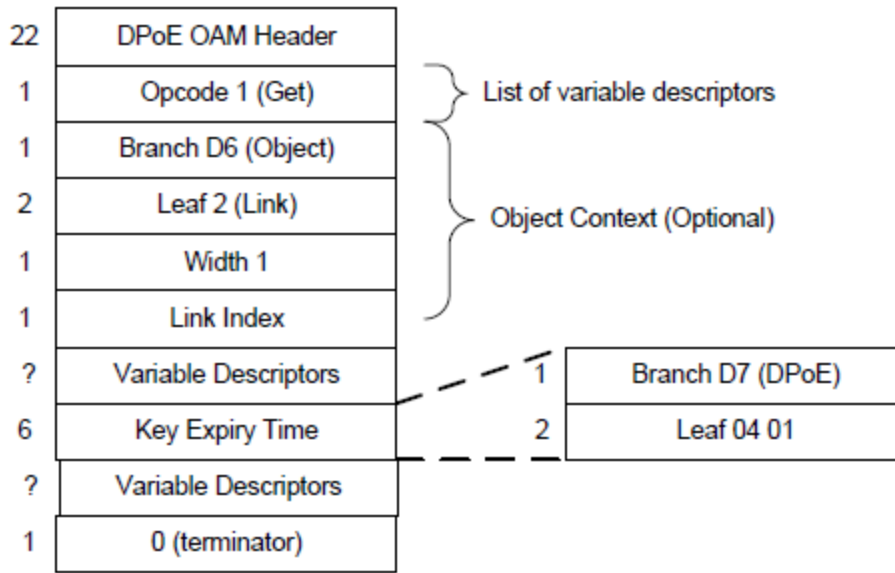 22 DPoE OAM Header
1 Opcode 1 (Get) List of variable descriptors
1 Branch D6 (Object)
2 Leaf 2 (Link) Object Context (Optional)
1 Width 1
1 Link Index
? Variable Descriptors 1 Branch D7 (DPoE)
6 Key Expiry Time 2 Leaf 04 01
? Variable Descriptors
1 0 (terminator)